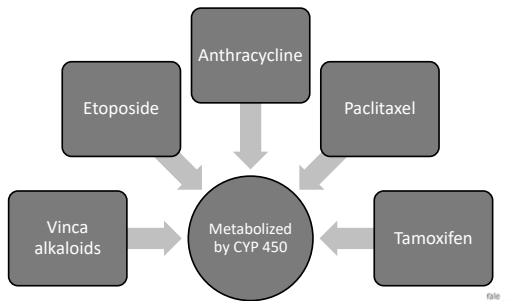 Anthracycline
Etoposide
Paclitaxel
Vinca
alkaloids
Metabolized
by CYP 450
Tamoxifen